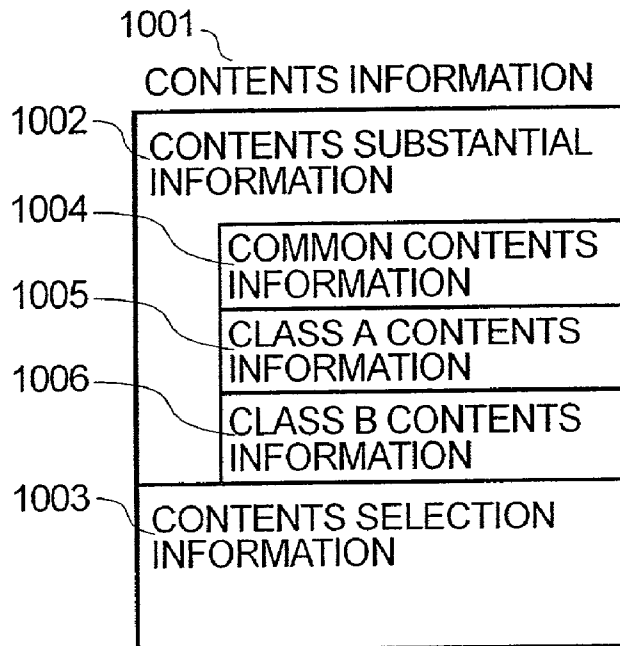 1001
CONTENTS INFORMATION
1002
CONTENTS SUBSTANTIAL
INFORMATION
1004
COMMON CONTENTS
INFORMATION
1005
CLASS A CONTENTS
INFORMATION
1006
CLASS B CONTENTS
INFORMATION
1003
CONTENTS SELECTION
INFORMATION